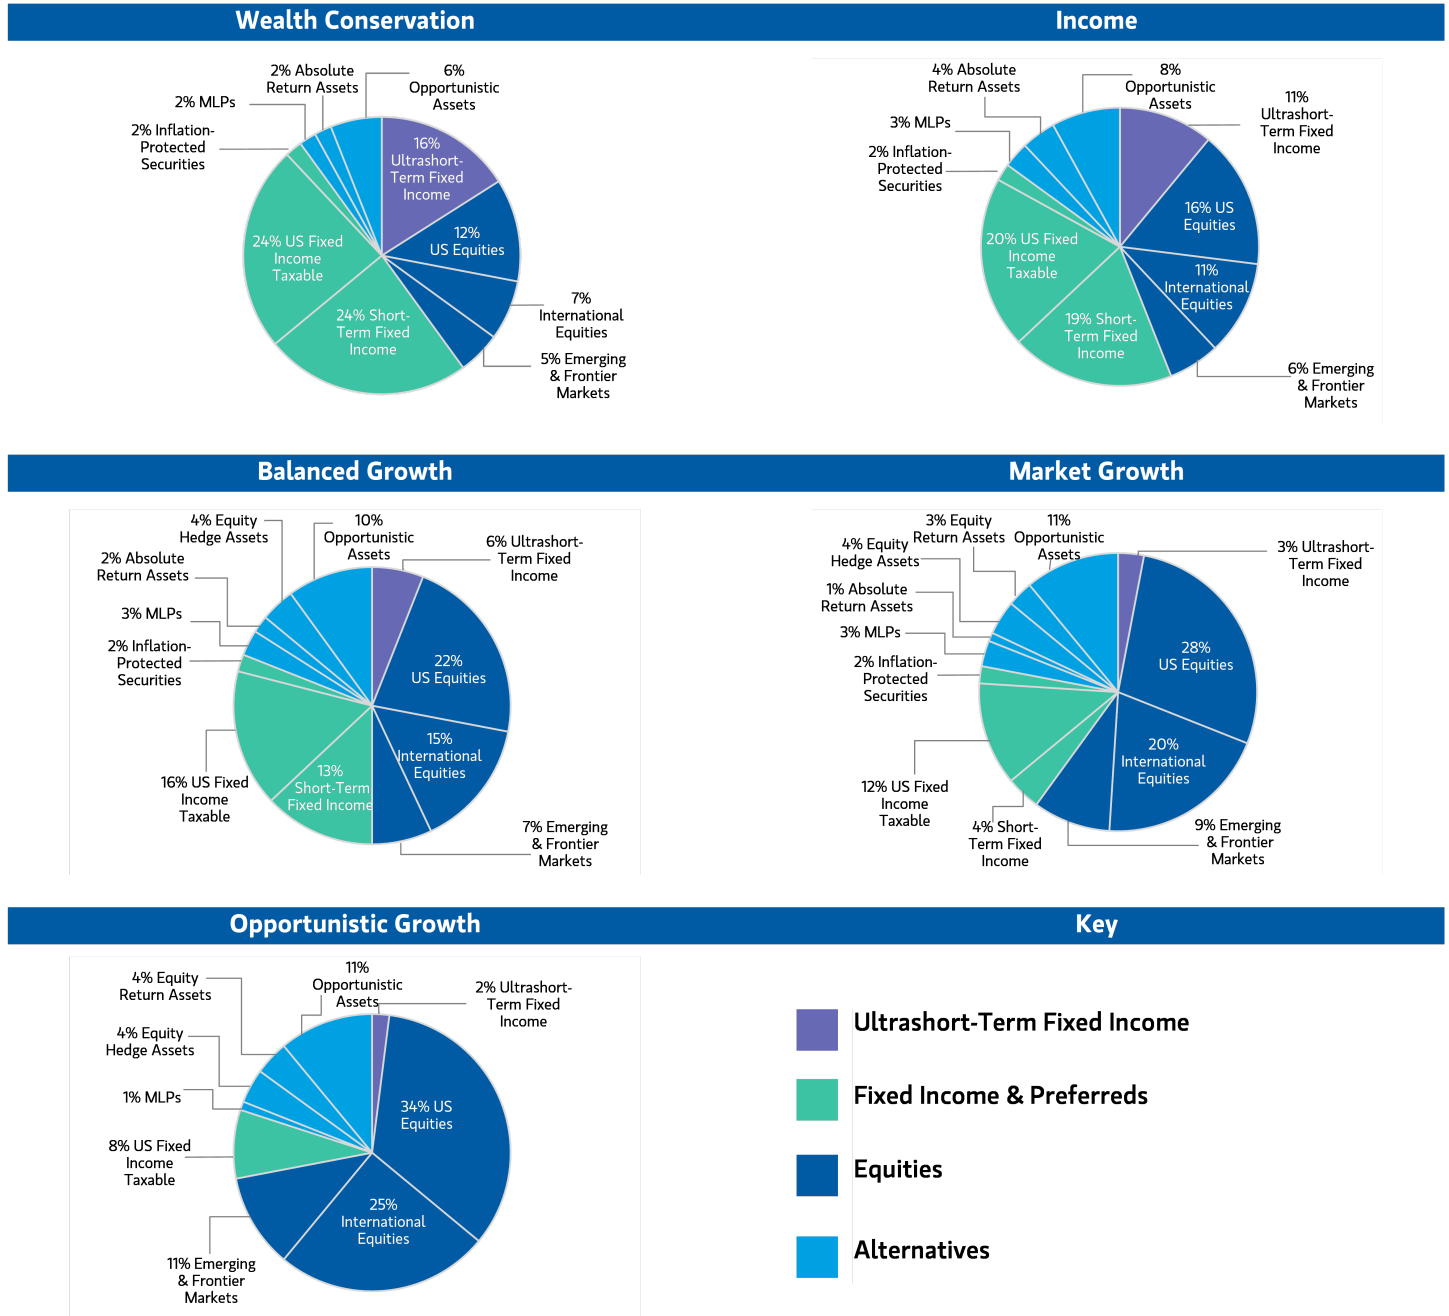 Wealth Conservation
2% Absolute
Return Assets
6%
Opportunistic
Assets
2% MLPs
2% Inflation-
Protected
Securities
16%
Ultrashort-
Term Fixed
Income
12%
US Equities
24% US Fixed
Income
Taxable
24% Short-
Term Fixed
Income
7%
International
Equities
5% Emerging
& Frontier
Markets
Income
4% Absolute
Return Assets
8%
Opportunistic
Assets
11%
Ultrashort-
Term Fixed
Income
3% MLPs
2% Inflation-
Protected
Securities
16% US
Equities
20% US Fixed
Income
Taxable
11%
International
Equities
19% Short-
Term Fixed
Income
6% Emerging
& Frontier
Markets
Balanced Growth
4% Equity
Hedge Assets
10%
Opportunistic
Assets
6% Ultrashort-
Term Fixed
Income
2% Absolute
Return Assets
3% MLPs
2% Inflation-
Protected
Securities
22%
US Equities
15%
International
Equities
13%
Short-Term
Fixed Income
16% US Fixed
Income
Taxable
7% Emerging
& Frontier
Markets
Market Growth
3% Equity
Return Assets
11%
Opportunistic
Assets
3% Ultrashort-
Term Fixed
Income
4% Equity
Hedge Assets
1% Absolute
Return Assets
3% MLPs
2% Inflation-
Protected
Securities
28%
US Equities
20%
International
Equities
12% US Fixed
Income
Taxable
4% Short-
Term Fixed
Income
9% Emerging
& Frontier
Markets
Opportunistic Growth
4% Equity
Return Assets
11%
Opportunistic
Assets
2% Ultrashort-
Term Fixed
Income
4% Equity
Hedge Assets
1% MLPs
34% US
Equities
8% US Fixed
Income
Taxable
25%
International
Equities
11% Emerging
& Frontier
Markets
Key
Ultrashort-Term Fixed Income
Fixed Income & Preferreds
Equities
Alternatives